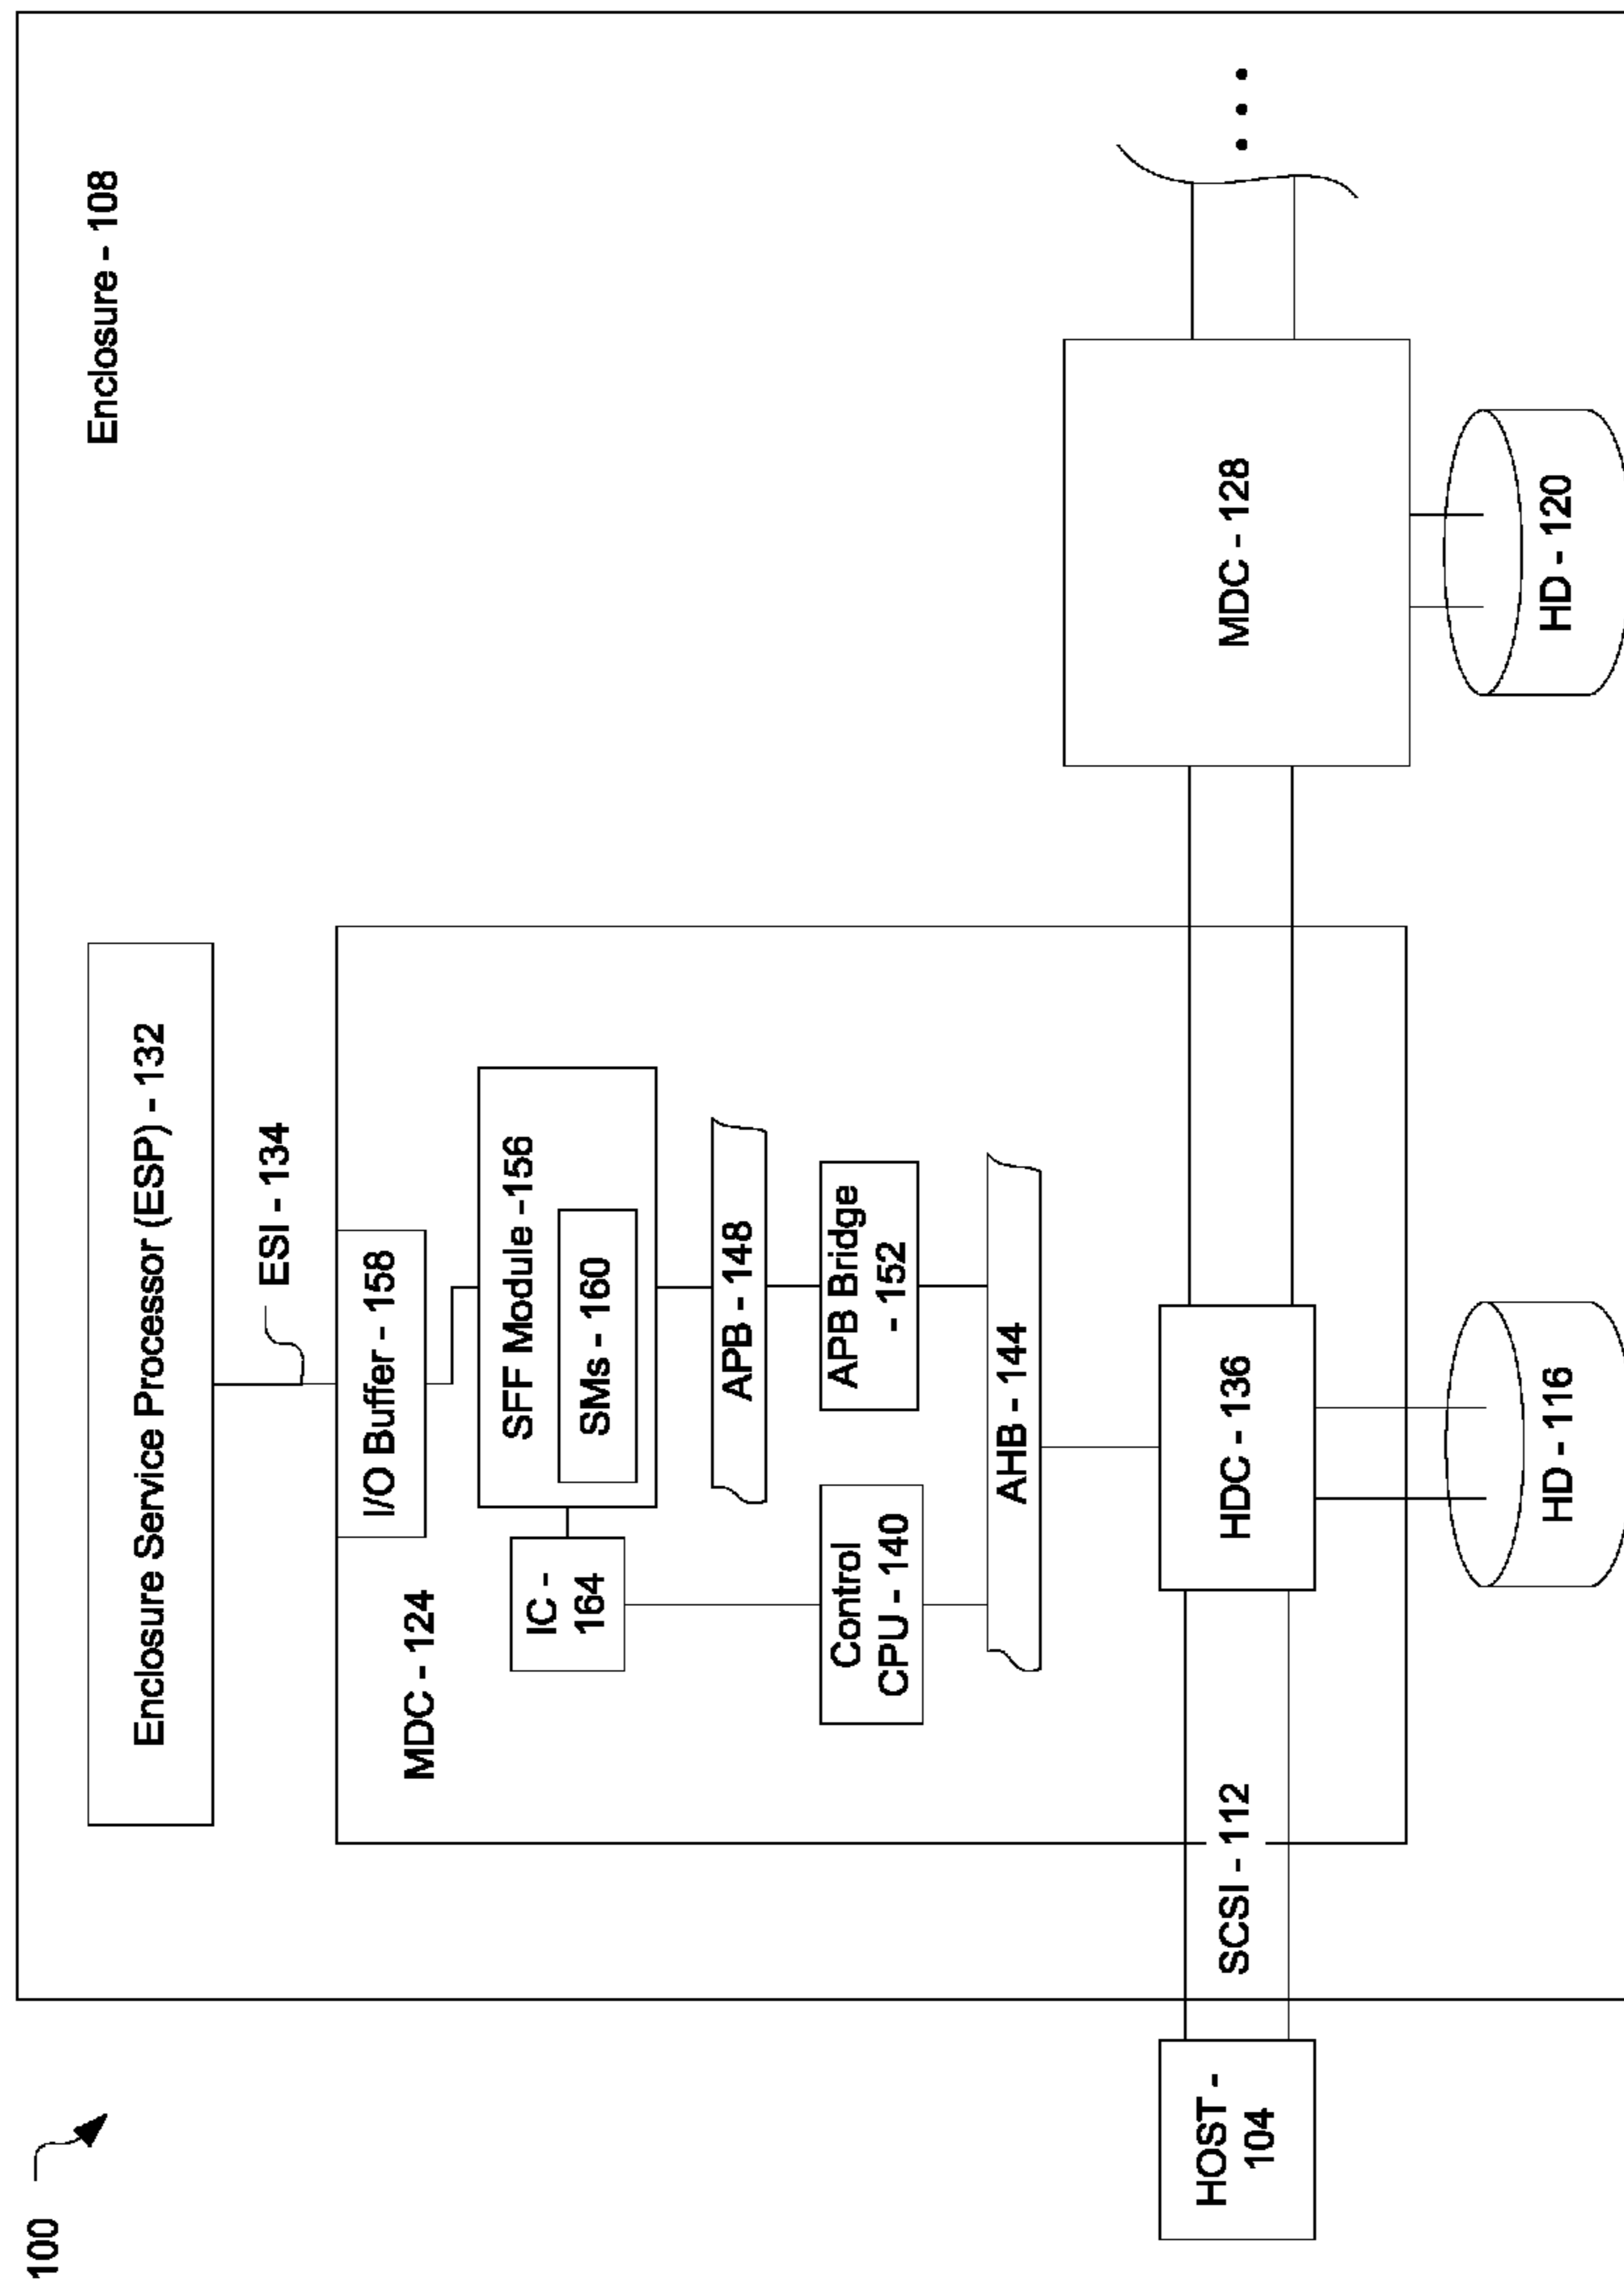 100
Enclosure - 108
Enclosure Service Processor (ESP) - 132
ESI - 134
MDC - 124
I/O Buffer - 158
IC -
164
SFF Module -156
SMs - 160
APB - 148
Control
CPU - 140
APB Bridge
- 152
AHB - 144
HOST -
104
SCSI - 112
HDC - 136
MDC - 128
HD - 116
HD - 120